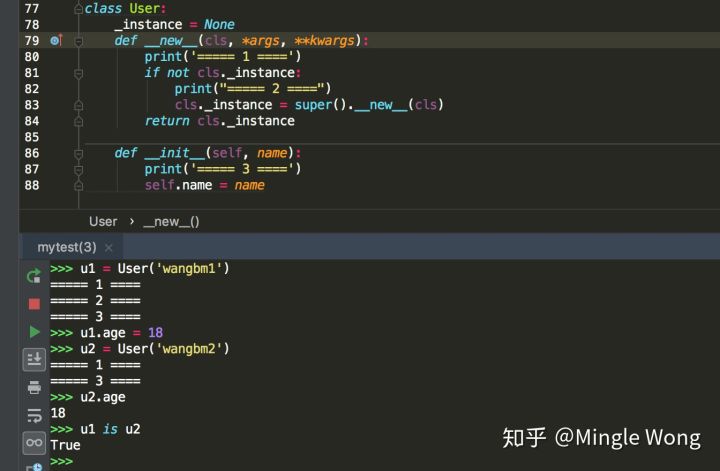 77 class User:
78 _instance = None
79 def __new__(cls, *args, **kwargs):
80 print('===== 1 ====')
81 if not cls._instance:
82 print("===== 2 ====")
83 cls._instance = super().__new__(cls)
84 return cls._instance
85
86 def __init__(self, name):
87 print('===== 3 ====')
88 self.name = name
User › __new__()
mytest(3) ×
>>> u1 = User('wangbm1')
===== 1 ====
===== 2 ====
===== 3 ====
>>> u1.age = 18
>>> u2 = User('wangbm2')
===== 1 ====
===== 3 ====
>>> u2.age
18
>>> u1 is u2
True
>>>
知乎 @Mingle Wong